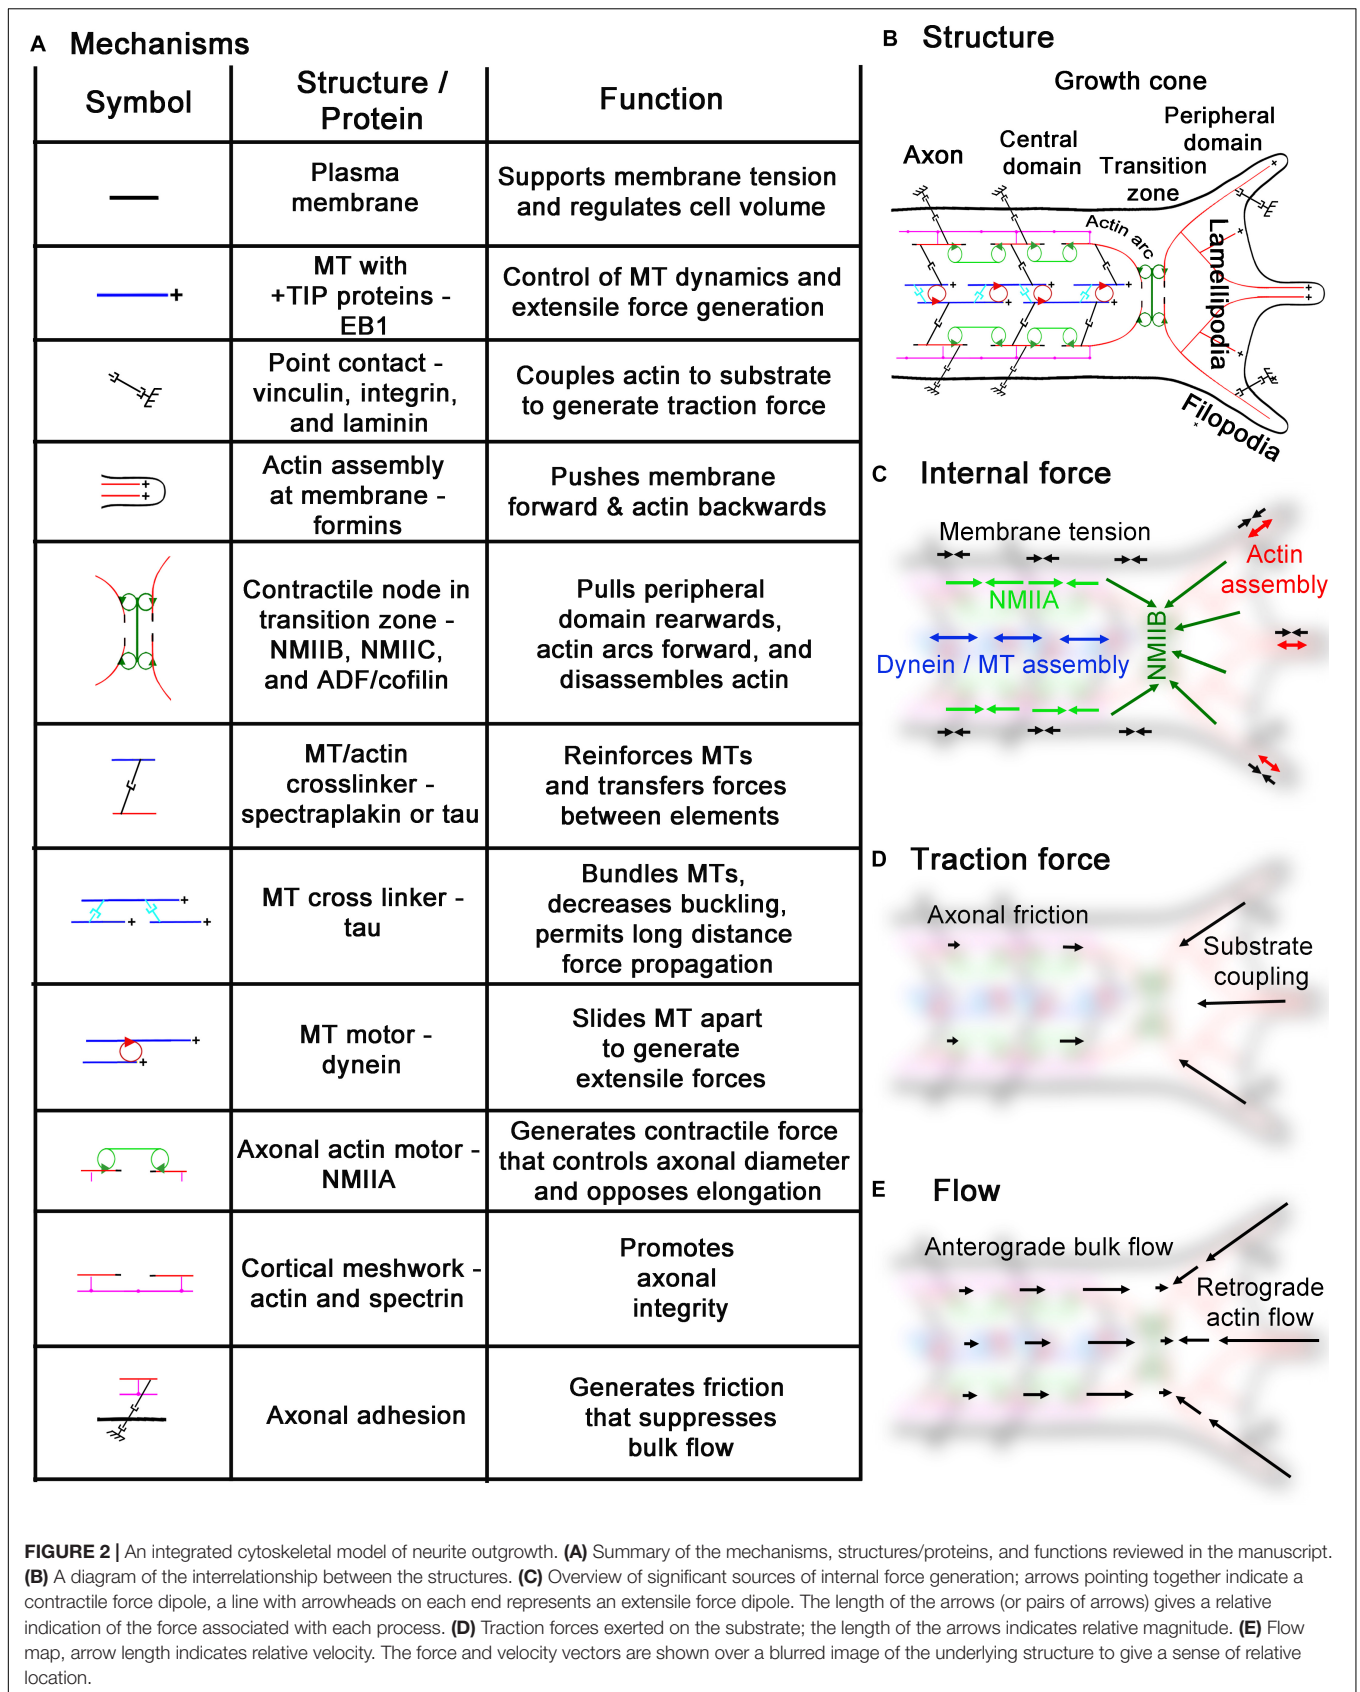 A Mechanisms
Symbol
Structure /
Protein
Function
Plasma
membrane
Supports membrane tension
and regulates cell volume
+
MT with
+TIP proteins -
EB1
Control of MT dynamics and
extensile force generation
Point contact -
vinculin, integrin,
and laminin
Couples actin to substrate
to generate traction force
+
+
Actin assembly
at membrane -
formins
Pushes membrane
forward & actin backwards
Contractile node in
transition zone -
NMIIB, NMIIC,
and ADF/cofilin
Pulls peripheral
domain rearwards,
actin arcs forward, and
disassembles actin
MT/actin
crosslinker -
spectraplakin or tau
Reinforces MTs
and transfers forces
between elements
+
+ +
MT cross linker -
tau
Bundles MTs,
decreases buckling,
permits long distance
force propagation
+
+
MT motor -
dynein
Slides MT apart
to generate
extensile forces
Axonal actin motor -
NMIIA
Generates contractile force
that controls axonal diameter
and opposes elongation
Cortical meshwork -
actin and spectrin
Promotes
axonal
integrity
Axonal adhesion
Generates friction
that suppresses
bulk flow
B Structure
Growth cone
Peripheral
domain
Central
domain
Axon
Transition
zone
Actin arc
Lamellipodia
Filopodia
C Internal force
Membrane tension
Actin
assembly
NMIIA
NMIIB
Dynein / MT assembly
D Traction force
Axonal friction
Substrate
coupling
E Flow
Anterograde bulk flow
Retrograde
actin flow
FIGURE 2 | An integrated cytoskeletal model of neurite outgrowth. (A) Summary of the mechanisms, structures/proteins, and functions reviewed in the manuscript.
(B) A diagram of the interrelationship between the structures. (C) Overview of significant sources of internal force generation; arrows pointing together indicate a
contractile force dipole, a line with arrowheads on each end represents an extensile force dipole. The length of the arrows (or pairs of arrows) gives a relative
indication of the force associated with each process. (D) Traction forces exerted on the substrate; the length of the arrows indicates relative magnitude. (E) Flow
map, arrow length indicates relative velocity. The force and velocity vectors are shown over a blurred image of the underlying structure to give a sense of relative
location.